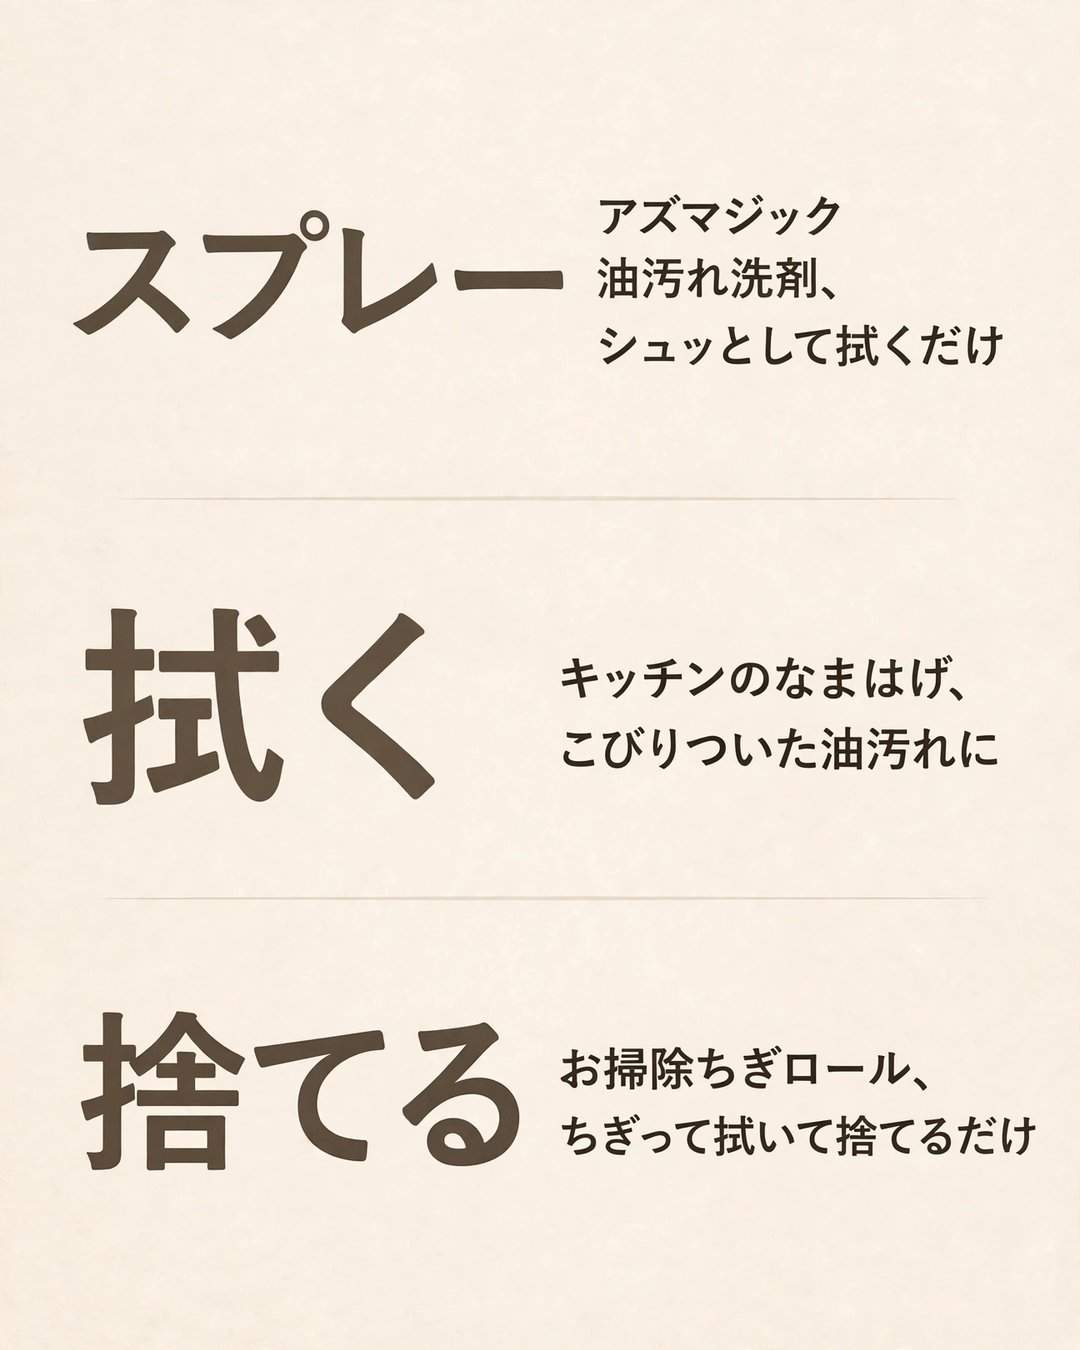 スプレー
アズマジック
油汚れ洗剤、
シュッとして拭くだけ
拭く
キッチンのなまはげ、
こびりついた油汚れに
捨てる
お掃除ちぎロール、
ちぎって拭いて捨てるだけ